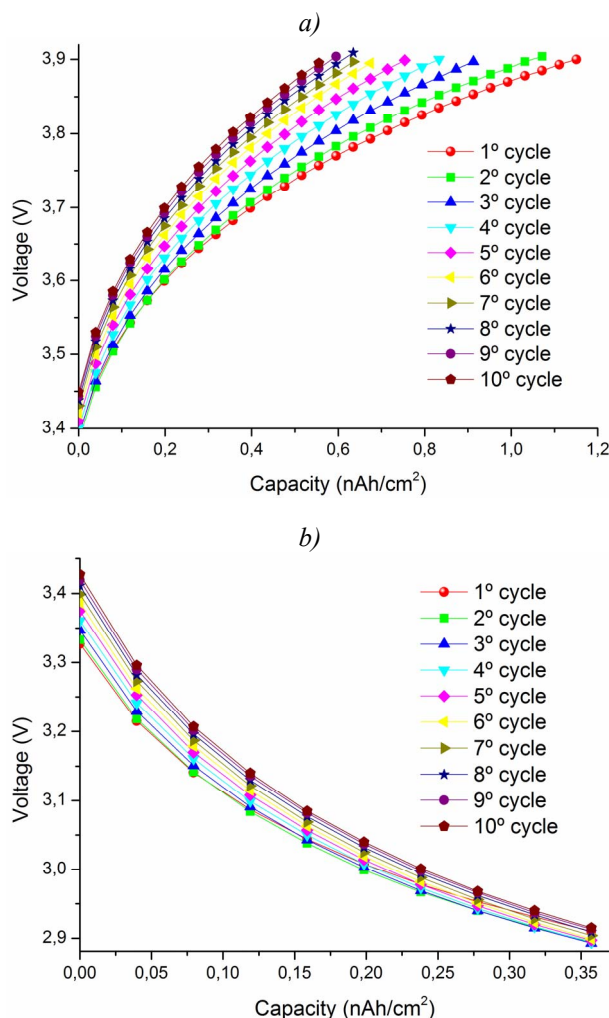 a)
3,9
3,8
3,7
3,6
3,5
3,4
Voltage (V)
0,0 0,2 0,4 0,6 0,8 1,0 1,2
Capacity (nAh/cm²)
1º cycle
2º cycle
3º cycle
4º cycle
5º cycle
6º cycle
7º cycle
8º cycle
9º cycle
10º cycle
b)
3,4
3,3
3,2
3,1
3,0
2,9
Voltage (V)
0,00 0,05 0,10 0,15 0,20 0,25 0,30 0,35
Capacity (nAh/cm²)
1º cycle
2º cycle
3º cycle
4º cycle
5º cycle
6º cycle
7º cycle
8º cycle
9º cycle
10º cycle